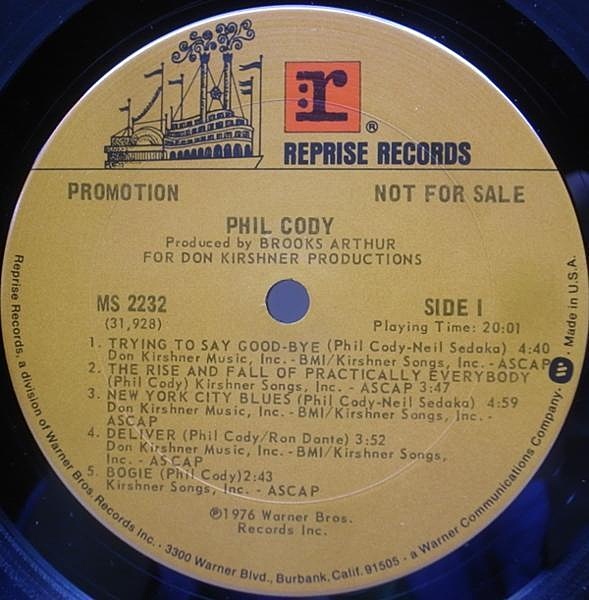 :r
®
REPRISE RECORDS
PROMOTION NOT FOR SALE
PHIL CODY
Produced by BROOKS ARTHUR
FOR DON KIRSHNER PRODUCTIONS
MS 2232 SIDE I
(31,928) Playing Time: 20:01
1. TRYING TO SAY GOOD-BYE (Phil Cody-Neil Sedaka) 4:40
Don Kirshner Music, Inc. - BMI/Kirshner Songs, Inc. - ASCAP
2. THE RISE AND FALL OF PRACTICALLY EVERYBODY
(Phil Cody) Kirshner Songs, Inc. - ASCAP 3:47
3. NEW YORK CITY BLUES (Phil Cody-Neil Sedaka) 4:59
Don Kirshner Music, Inc. - BMI/Kirshner Songs, Inc. -
ASCAP
4. DELIVER (Phil Cody/Ron Dante) 3:52
Don Kirshner Music, Inc. - BMI/Kirshner Songs,
Inc. - ASCAP
5. BOGIE (Phil Cody) 2:43
Kirshner Songs, Inc. - ASCAP
℗1976 Warner Bros.
Records Inc.
Reprise Records, a division of Warner Bros. Records Inc. - 3300 Warner Blvd., Burbank, Calif. 91505 - a Warner Communications Company. Made in U.S.A.